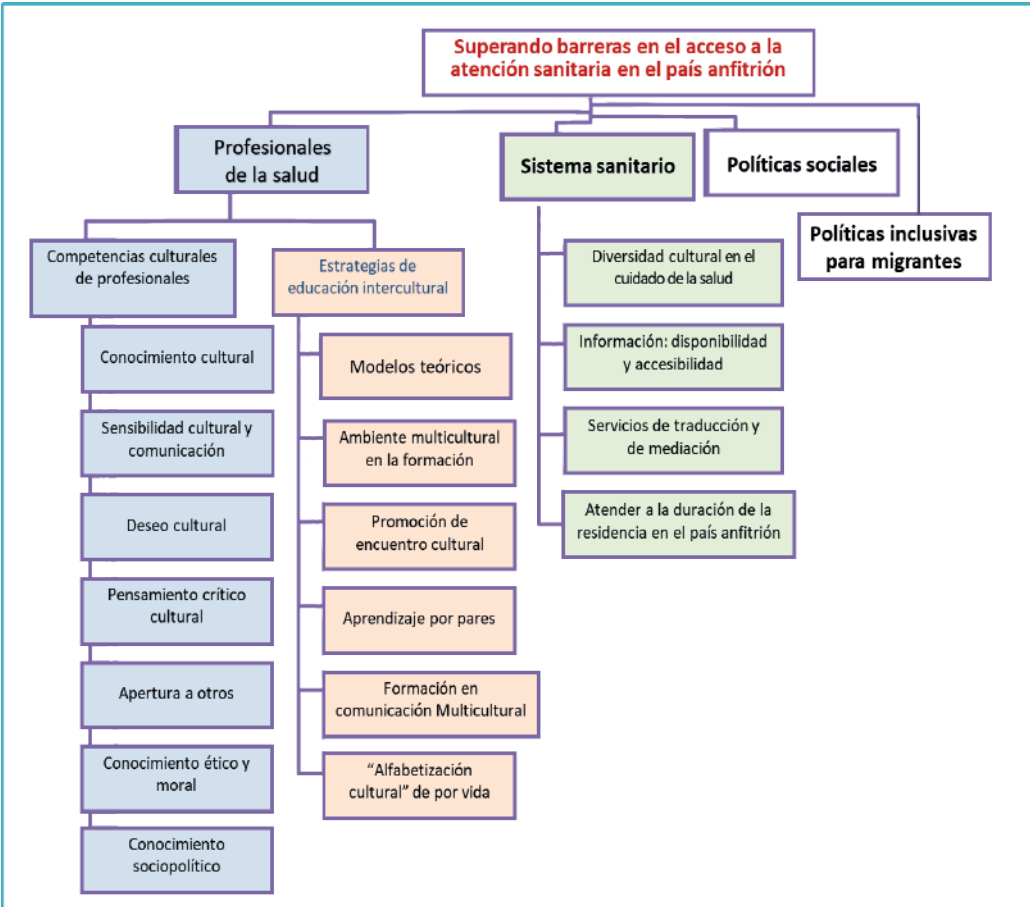 Superando barreras en el acceso a la
atención sanitaria en el país anfitrión
Profesionales
de la salud
Sistema sanitario
Políticas sociales
Políticas inclusivas
para migrantes
Competencias culturales
de profesionales
Conocimiento cultural
Sensibilidad cultural y
comunicación
Deseo cultural
Pensamiento crítico
cultural
Apertura a otros
Conocimiento ético y
moral
Conocimiento
sociopolítico
Estrategias de
educación intercultural
Modelos teóricos
Ambiente multicultural
en la formación
Promoción de
encuentro cultural
Aprendizaje por pares
Formación en
comunicación Multicultural
“Alfabetización
cultural” de por vida
Diversidad cultural en el
cuidado de la salud
Información: disponibilidad
y accesibilidad
Servicios de traducción y
de mediación
Atender a la duración de la
residencia en el país anfitrión